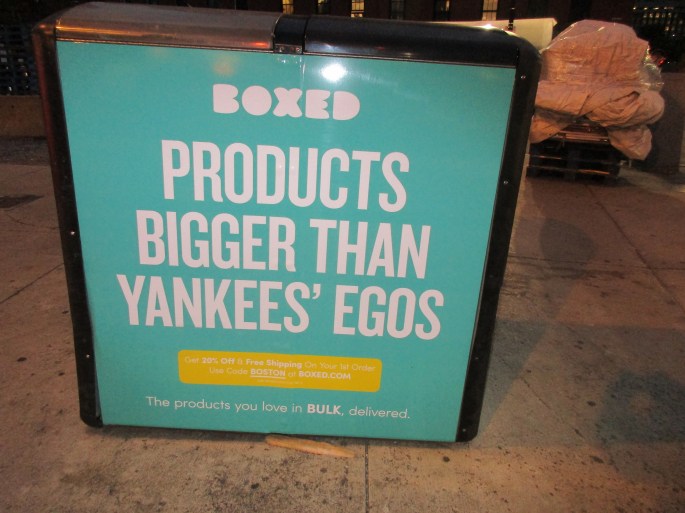 BOXED
PRODUCTS
BIGGER THAN
YANKEES' EGOS
Get 20% Off & Free Shipping On Your 1st Order
Use Code BOSTON at BOXED.COM
The products you love in BULK, delivered.